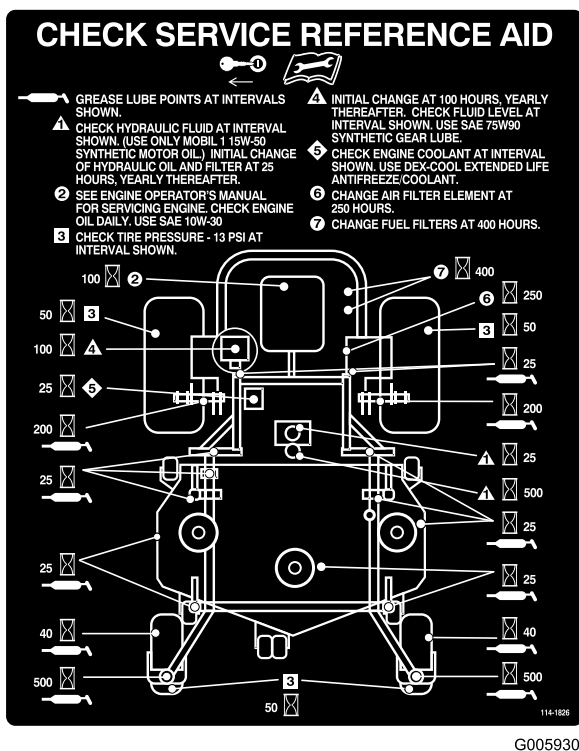 CHECK SERVICE REFERENCE AID
GREASE LUBE POINTS AT INTERVALS
SHOWN.
1 CHECK HYDRAULIC FLUID AT INTERVAL
SHOWN. (USE ONLY MOBIL 1 15W-50
SYNTHETIC MOTOR OIL.) INITIAL CHANGE
OF HYDRAULIC OIL AND FILTER AT 25
HOURS, YEARLY THEREAFTER.
2 SEE ENGINE OPERATOR'S MANUAL
FOR SERVICING ENGINE. CHECK ENGINE
OIL DAILY. USE SAE 10W-30
3 CHECK TIRE PRESSURE - 13 PSI AT
INTERVAL SHOWN.
4 INITIAL CHANGE AT 100 HOURS, YEARLY
THEREAFTER. CHECK FLUID LEVEL AT
INTERVAL SHOWN. USE SAE 75W90
SYNTHETIC GEAR LUBE.
5 CHECK ENGINE COOLANT AT INTERVAL
SHOWN. USE DEX-COOL EXTENDED LIFE
ANTIFREEZE/COOLANT.
6 CHANGE AIR FILTER ELEMENT AT
250 HOURS.
7 CHANGE FUEL FILTERS AT 400 HOURS.
100 2
7 400
6 250
50 3
3 50
100 4
25
25 5
200
200
1 25
25
1 500
25
25
25
40
40
500
500
3
50
114-1826
G005930